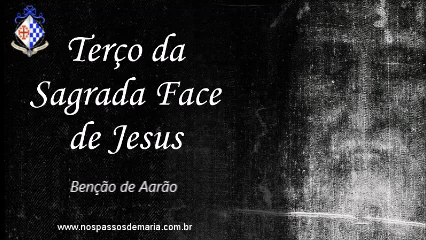 Terço da
Sagrada Face
de Jesus
Benção de Aarão
www.nospassosdemaria.com.br